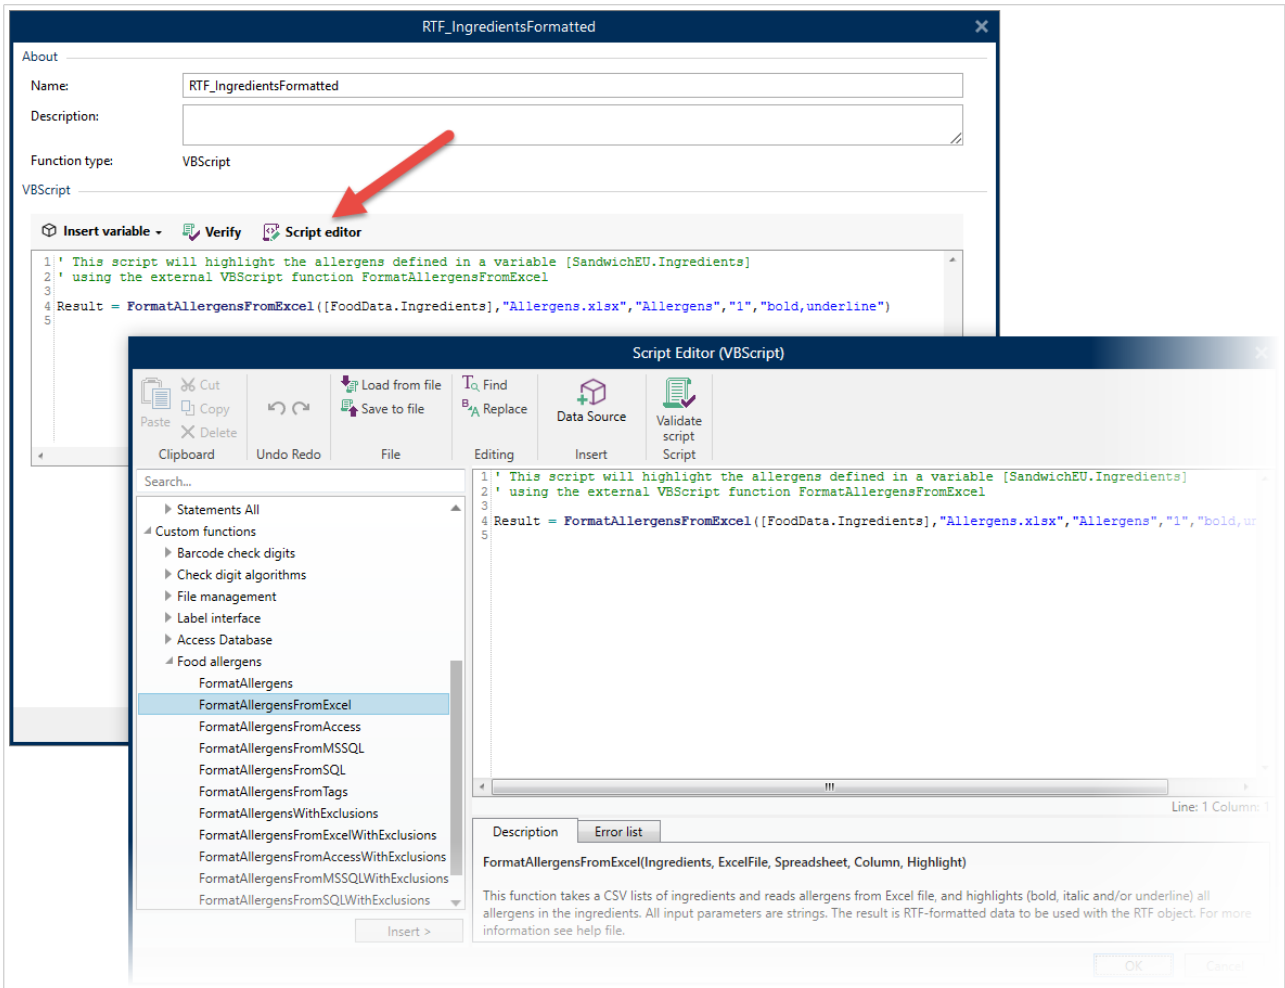 RTF_IngredientsFormatted
About
Name:
RTF_IngredientsFormatted
Description:
Function type:
VBScript
VBScript
Insert variable
Verify
Script editor
1 ' This script will highlight the allergens defined in a variable [SandwichEU.Ingredients]
2 ' using the external VBScript function FormatAllergensFromExcel
3
4 Result = FormatAllergensFromExcel([FoodData.Ingredients],"Allergens.xlsx","Allergens","1","bold,underline")
5
Script Editor (VBScript)
Paste
Cut
Copy
Delete
Clipboard
Undo Redo
Load from file
Save to file
File
Find
Replace
Editing
Data Source
Insert
Validate
script
Script
Search...
Statements All
Custom functions
Barcode check digits
Check digit algorithms
File management
Label interface
Access Database
Food allergens
FormatAllergens
FormatAllergensFromExcel
FormatAllergensFromAccess
FormatAllergensFromMSSQL
FormatAllergensFromSQL
FormatAllergensFromTags
FormatAllergensWithExclusions
FormatAllergensFromExcelWithExclusions
FormatAllergensFromAccessWithExclusions
FormatAllergensFromMSSQLWithExclusions
FormatAllergensFromSQLWithExclusions
Insert >
1 ' This script will highlight the allergens defined in a variable [SandwichEU.Ingredients]
2 ' using the external VBScript function FormatAllergensFromExcel
3
4 Result = FormatAllergensFromExcel([FoodData.Ingredients],"Allergens.xlsx","Allergens","1","bold,un
5
Line: 1 Column: 1
Description
Error list
FormatAllergensFromExcel(Ingredients, ExcelFile, Spreadsheet, Column, Highlight)
This function takes a CSV lists of ingredients and reads allergens from Excel file, and highlights (bold, italic and/or underline) all
allergens in the ingredients. All input parameters are strings. The result is RTF-formatted data to be used with the RTF object. For more
information see help file.
OK
Cancel